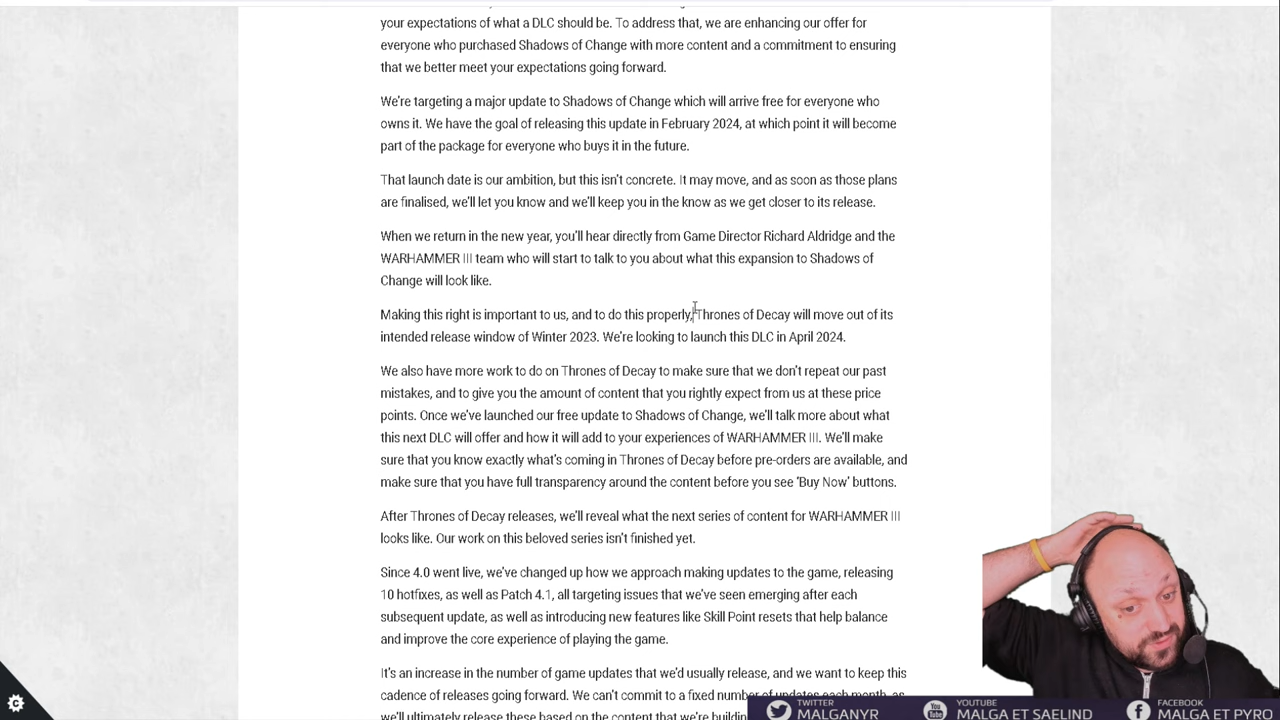 your expectations of what a DLC should be. To address that, we are enhancing our offer for
everyone who purchased Shadows of Change with more content and a commitment to ensuring
that we better meet your expectations going forward.
We're targeting a major update to Shadows of Change which will arrive free for everyone who
owns it. We have the goal of releasing this update in February 2024, at which point it will become
part of the package for everyone who buys it in the future.
That launch date is our ambition, but this isn't concrete. It may move, and as soon as those plans
are finalised, we'll let you know and we'll keep you in the know as we get closer to its release.
When we return in the new year, you'll hear directly from Game Director Richard Aldridge and the
WARHAMMER III team who will start to talk to you about what this expansion to Shadows of
Change will look like.
Making this right is important to us, and to do this properly, Thrones of Decay will move out of its
intended release window of Winter 2023. We're looking to launch this DLC in April 2024.
We also have more work to do on Thrones of Decay to make sure that we don't repeat our past
mistakes, and to give you the amount of content that you rightly expect from us at these price
points. Once we've launched our free update to Shadows of Change, we'll talk more about what
this next DLC will offer and how it will add to your experiences of WARHAMMER III. We'll make
sure that you know exactly what's coming in Thrones of Decay before pre-orders are available, and
make sure that you have full transparency around the content before you see 'Buy Now' buttons.
After Thrones of Decay releases, we'll reveal what the next series of content for WARHAMMER III
looks like. Our work on this beloved series isn't finished yet.
Since 4.0 went live, we've changed up how we approach making updates to the game, releasing
10 hotfixes, as well as Patch 4.1, all targeting issues that we've seen emerging after each
subsequent update, as well as introducing new features like Skill Point resets that help balance
and improve the core experience of playing the game.
It's an increase in the number of game updates that we'd usually release, and we want to keep this
cadence of releases going forward. We can't commit to a fixed number of updates each month, as
we'll ultimately release these based on the content that we're building
TWITTER
MALGANYR
YOUTUBE
MALGA ET SAELIND
FACEBOOK
MALGA ET PYRO